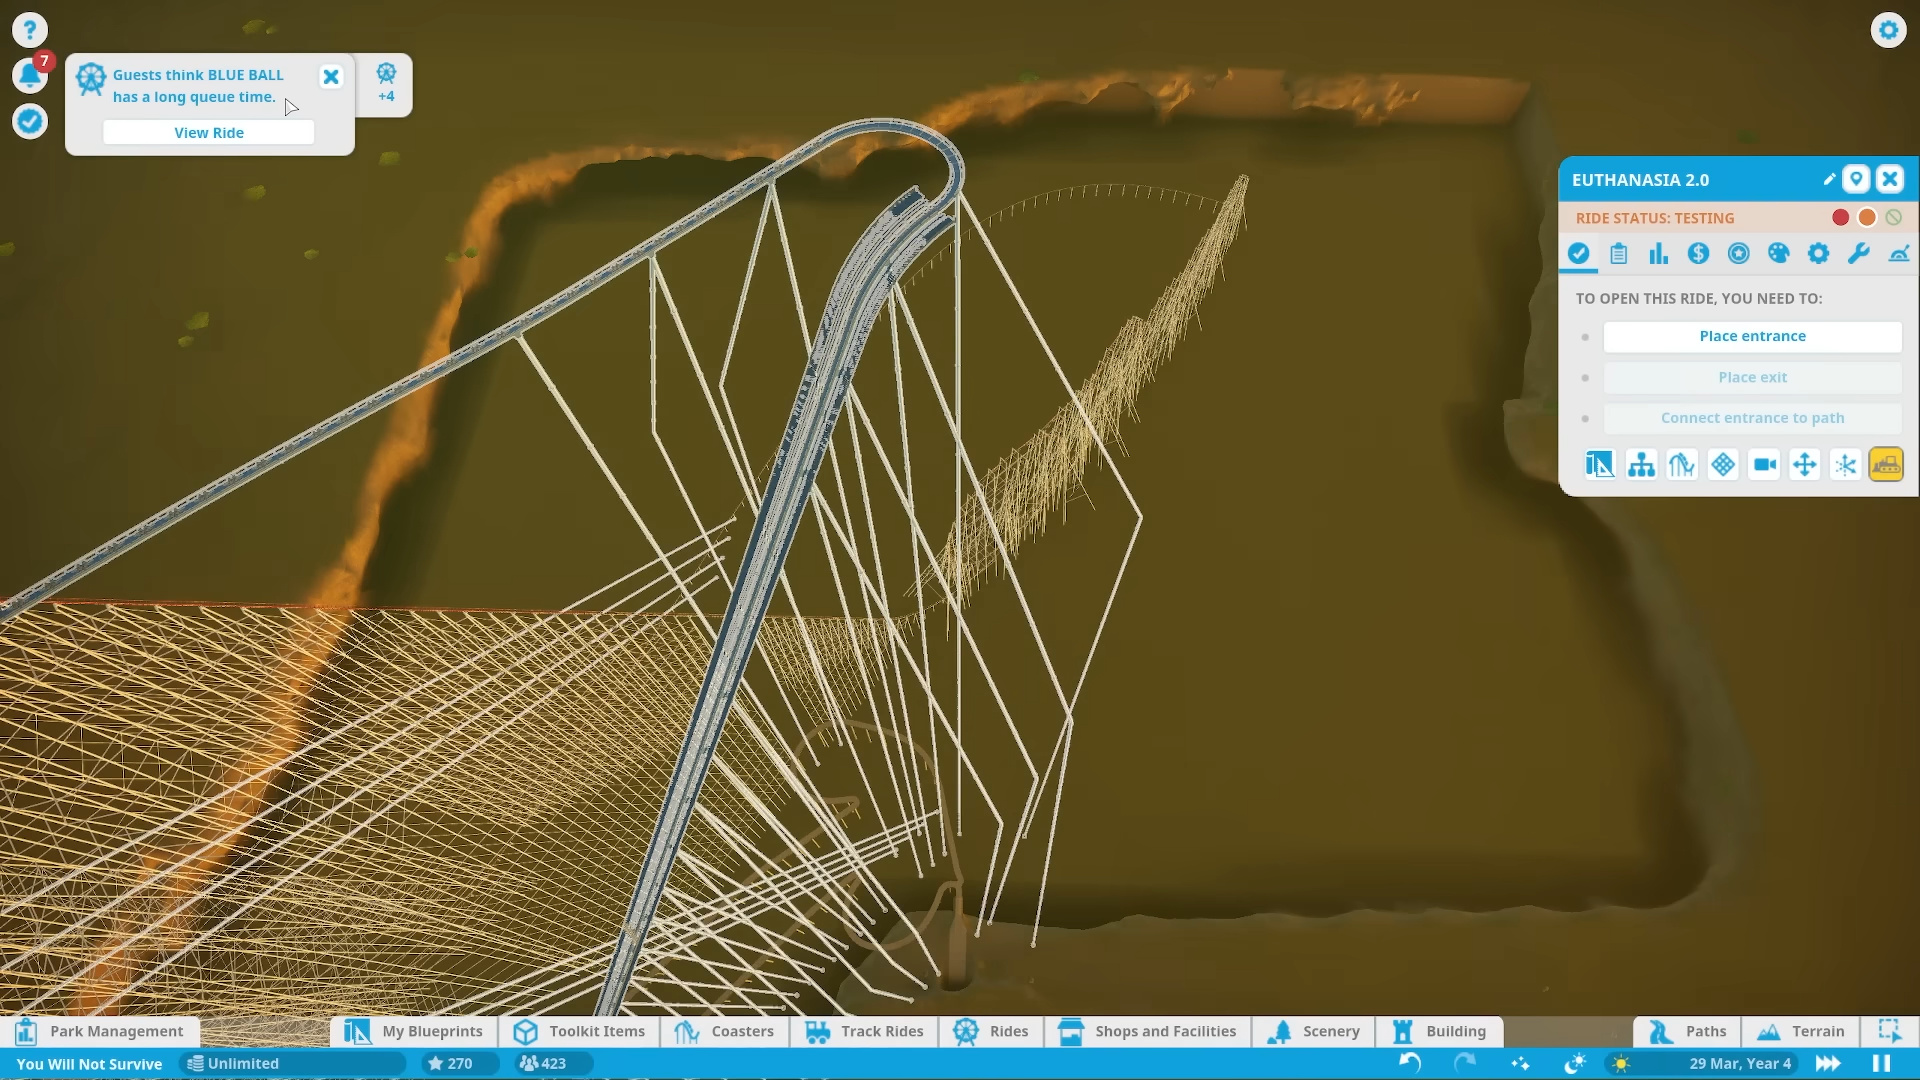 ?
7
Guests think BLUE BALL
has a long queue time.
View Ride
+4
EUTHANASIA 2.0
RIDE STATUS: TESTING
TO OPEN THIS RIDE, YOU NEED TO:
Place entrance
Place exit
Connect entrance to path
Park Management
My Blueprints
Toolkit Items
Coasters
Track Rides
Rides
Shops and Facilities
Scenery
Building
Paths
Terrain
You Will Not Survive
Unlimited
270
423
29 Mar, Year 4